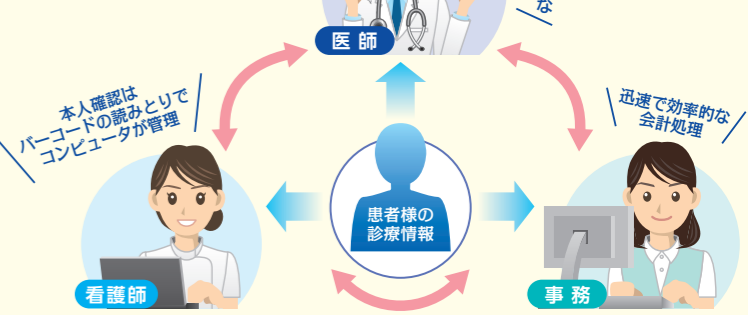 な
医師
本人確認は
バーコードの読みとりで
コンピュータが管理
迅速で効率的な
会計処理
患者様の
診療情報
看護師
事務